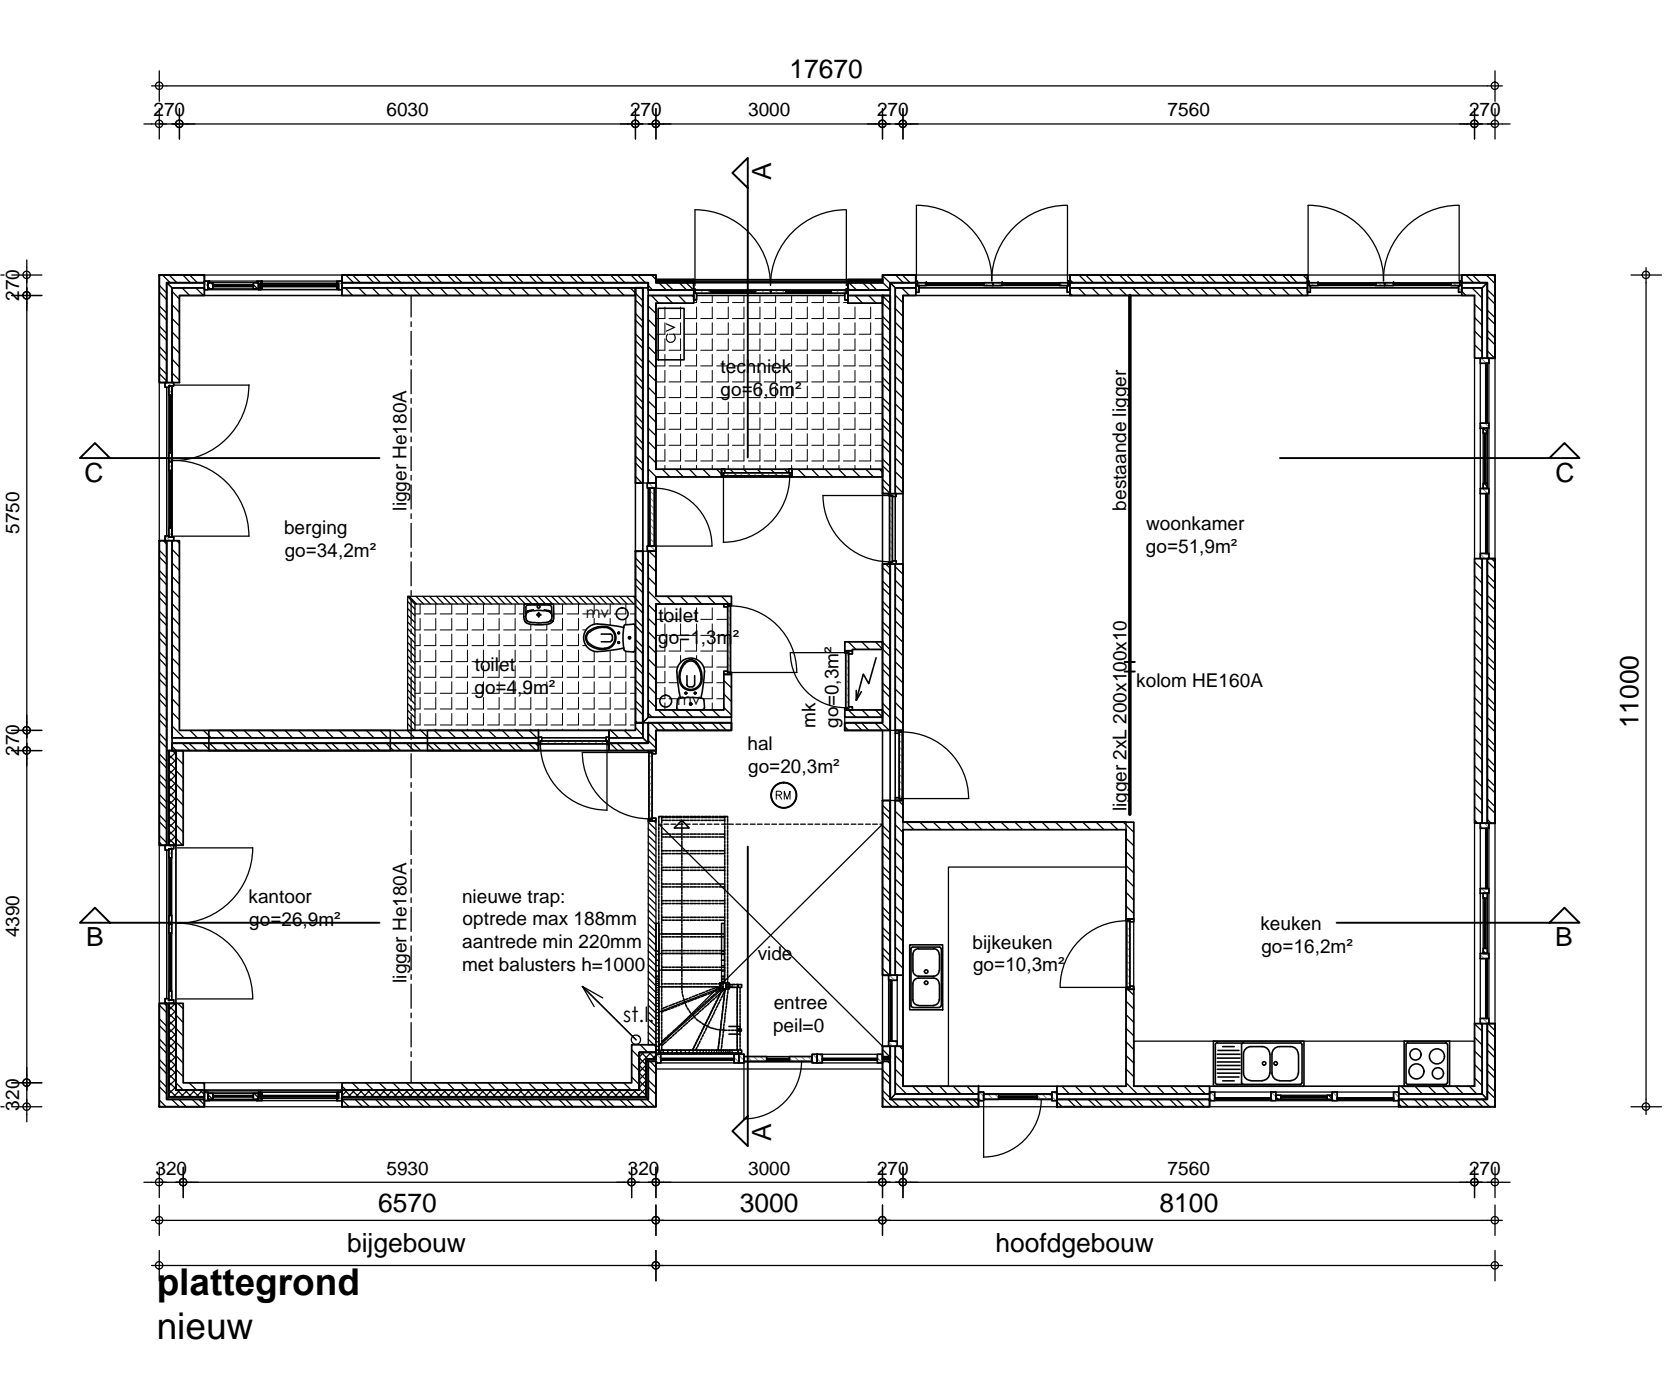 17670
270 6030 270 3000 270 7560 270
A
270
5750
270
4390
320
11000
C
C
B
B
CV
techniek
go=6,6m²
ligger He180A
bestaande ligger
berging
go=34,2m²
woonkamer
go=51,9m²
mv
toilet
go=1,3m²
toilet
go=4,9m²
mv
mk
go=0,3m²
ligger 2xL 200x100x10
kolom HE160A
hal
go=20,3m²
RM
kantoor
go=26,9m²
ligger He180A
nieuwe trap:
optrede max 188mm
aantrede min 220mm
met balusters h=1000
st.l.
vide
entree
peil=0
bijkeuken
go=10,3m²
keuken
go=16,2m²
A
320 5930 320 3000 270 7560 270
6570 3000 8100
bijgebouw hoofdgebouw
plattegrond
nieuw